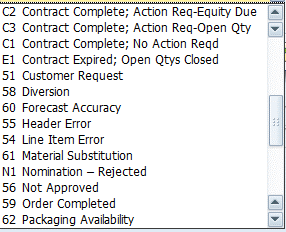 C2 Contract Complete; Action Req-Equity Due
C3 Contract Complete; Action Req-Open Qty
C1 Contract Complete; No Action Reqd
E1 Contract Expired; Open Qtys Closed
51 Customer Request
58 Diversion
60 Forecast Accuracy
55 Header Error
54 Line Item Error
61 Material Substitution
N1 Nomination – Rejected
56 Not Approved
59 Order Completed
62 Packaging Availability